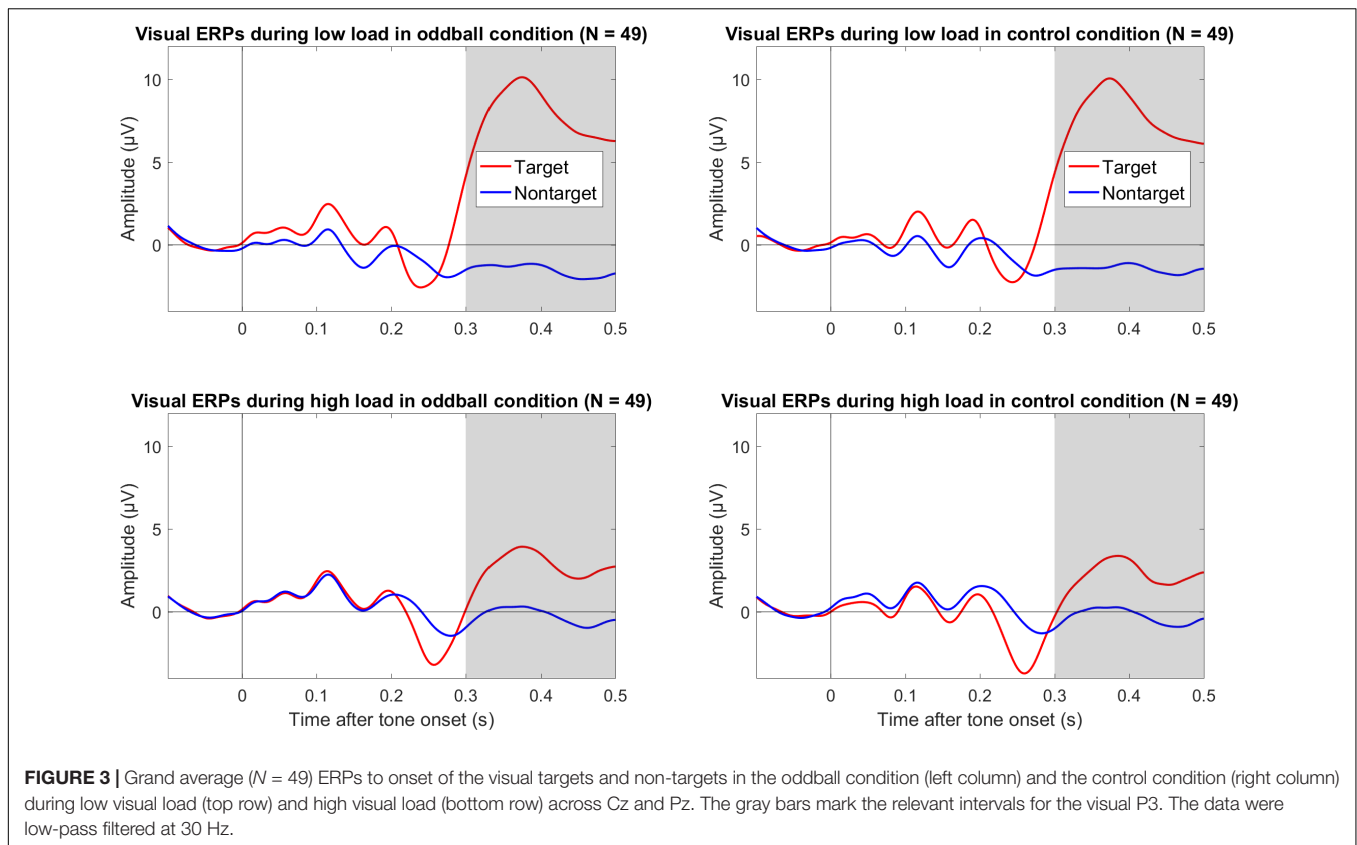 Visual ERPs during low load in oddball condition (N = 49)
Amplitude (µV)
10
5
0
Target
Nontarget
0
0.1
0.2
0.3
0.4
0.5
Visual ERPs during low load in control condition (N = 49)
Amplitude (µV)
10
5
0
Target
Nontarget
0
0.1
0.2
0.3
0.4
0.5
Visual ERPs during high load in oddball condition (N = 49)
Amplitude (µV)
10
5
0
0
0.1
0.2
0.3
0.4
0.5
Time after tone onset (s)
Visual ERPs during high load in control condition (N = 49)
Amplitude (µV)
10
5
0
0
0.1
0.2
0.3
0.4
0.5
Time after tone onset (s)
FIGURE 3 | Grand average (N = 49) ERPs to onset of the visual targets and non-targets in the oddball condition (left column) and the control condition (right column)
during low visual load (top row) and high visual load (bottom row) across Cz and Pz. The gray bars mark the relevant intervals for the visual P3. The data were
low-pass filtered at 30 Hz.